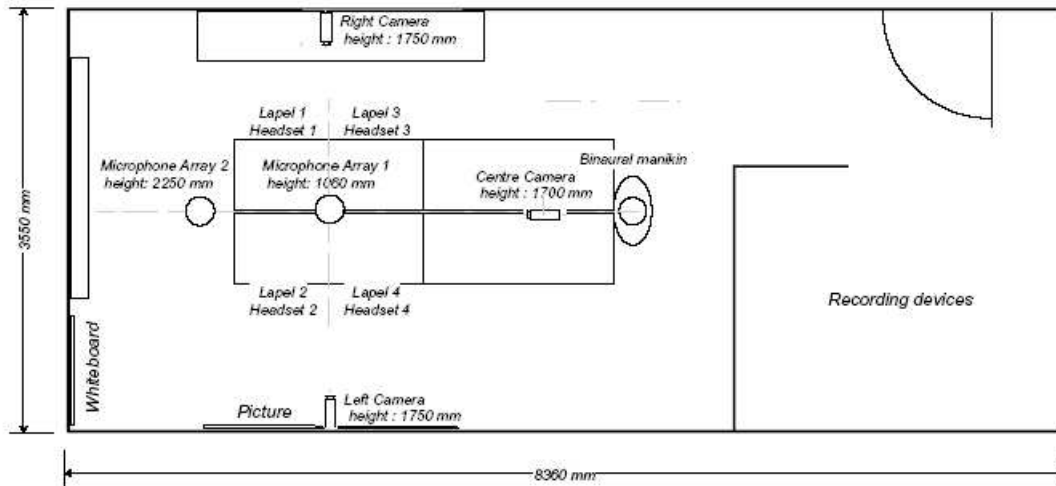 Right Camera
height : 1750 mm
Lapel 1
Headset 1
Lapel 3
Headset 3
Microphone Array 2
height: 2250 mm
Microphone Array 1
height: 1060 mm
Centre Camera
height : 1700 mm
Binaural manikin
3550 mm
Lapel 2
Headset 2
Lapel 4
Headset 4
Recording devices
Whiteboard
Picture
Left Camera
height : 1750 mm
8360 mm